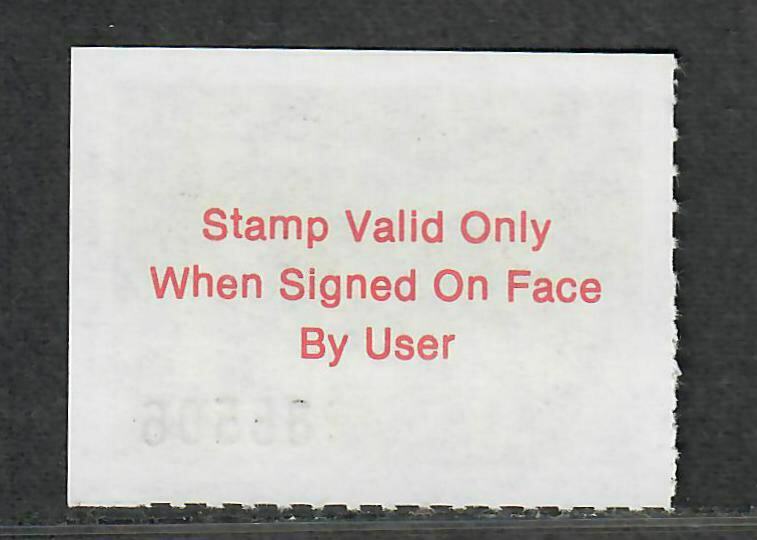 Stamp Valid Only
When Signed On Face
By User